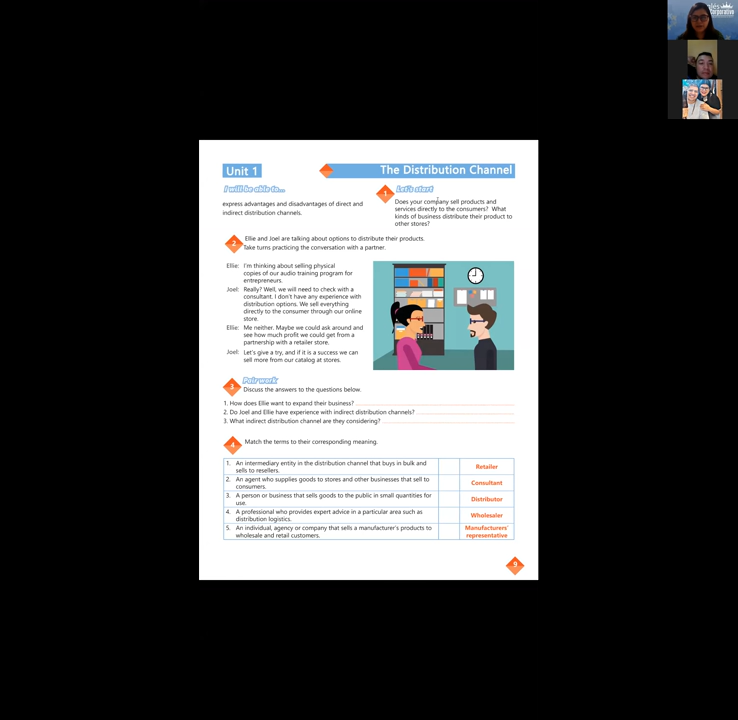 Unit 1
The Distribution Channel
I will be able to...
express advantages and disadvantages of direct and
indirect distribution channels.
1
Let's start
Does your company sell products and
services directly to the consumers? What
kinds of business distribute their product to
other stores?
2
Ellie and Joel are talking about options to distribute their products.
Take turns practicing the conversation with a partner.
Ellie: I'm thinking about selling physical
copies of our audio training program for
entrepreneurs.
Joel: Really? Well, we will need to check with a
consultant. I don't have any experience with
distribution options. We sell everything
directly to the consumer through our online
store.
Ellie: Me neither. Maybe we could ask around and
see how much profit we could get from a
partnership with a retailer store.
Joel: Let's give a try, and if it is a success we can
sell more from our catalog at stores.
3
Pair work
Discuss the answers to the questions below.
1. How does Ellie want to expand their business?
2. Do Joel and Ellie have experience with indirect distribution channels?
3. What indirect distribution channel are they considering?
4
Match the terms to their corresponding meaning.
1. An intermediary entity in the distribution channel that buys in bulk and
sells to resellers.
Retailer
2. An agent who supplies goods to stores and other businesses that sell to
consumers.
Consultant
3. A person or business that sells goods to the public in small quantities for
use.
Distributor
4. A professional who provides expert advice in a particular area such as
distribution logistics.
Wholesaler
5. An individual, agency or company that sells a manufacturer's products to
wholesale and retail customers.
Manufacturers'
representative
9